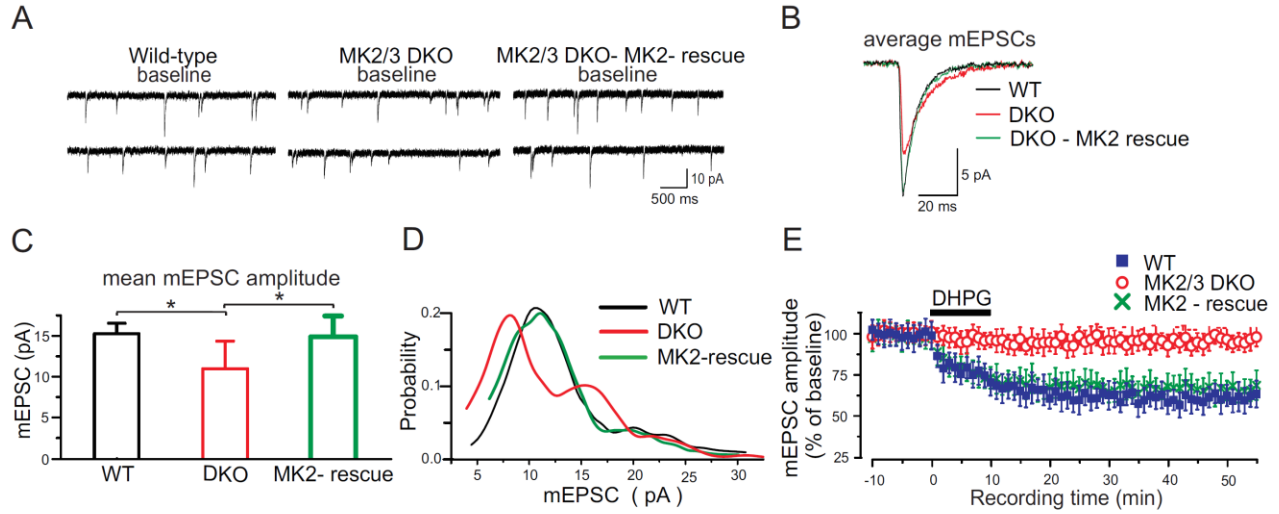 A
Wild-type
baseline
MK2/3 DKO
baseline
MK2/3 DKO- MK2- rescue
baseline
10 pA
500 ms
B
average mEPSCs
WT
DKO
DKO - MK2 rescue
5 pA
20 ms
C
mean mEPSC amplitude
*
*
mEPSC (pA)
15
10
5
0
WT
DKO
MK2- rescue
D
WT
DKO
MK2-rescue
Probability
0.2
0.1
0.0
5
10
15
20
25
30
mEPSC ( pA)
E
WT
MK2/3 DKO
MK2 - rescue
DHPG
mEPSC amplitude
(% of baseline)
100
75
50
25
-10
0
10
20
30
40
50
Recording time (min)